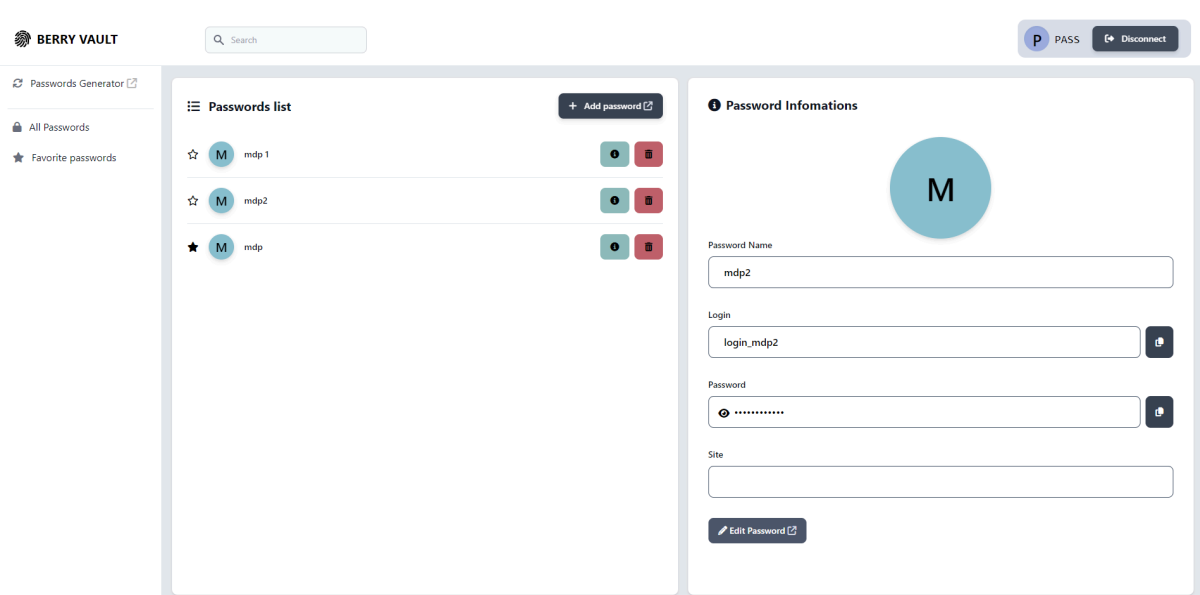 BERRY VAULT
Search
P PASS
Disconnect
Passwords Generator
All Passwords
Favorite passwords
Passwords list
Add password
M mdp 1
M mdp2
M mdp
Password Infomations
M
Password Name
mdp2
Login
login_mdp2
Password
••••••••••••
Site
Edit Password